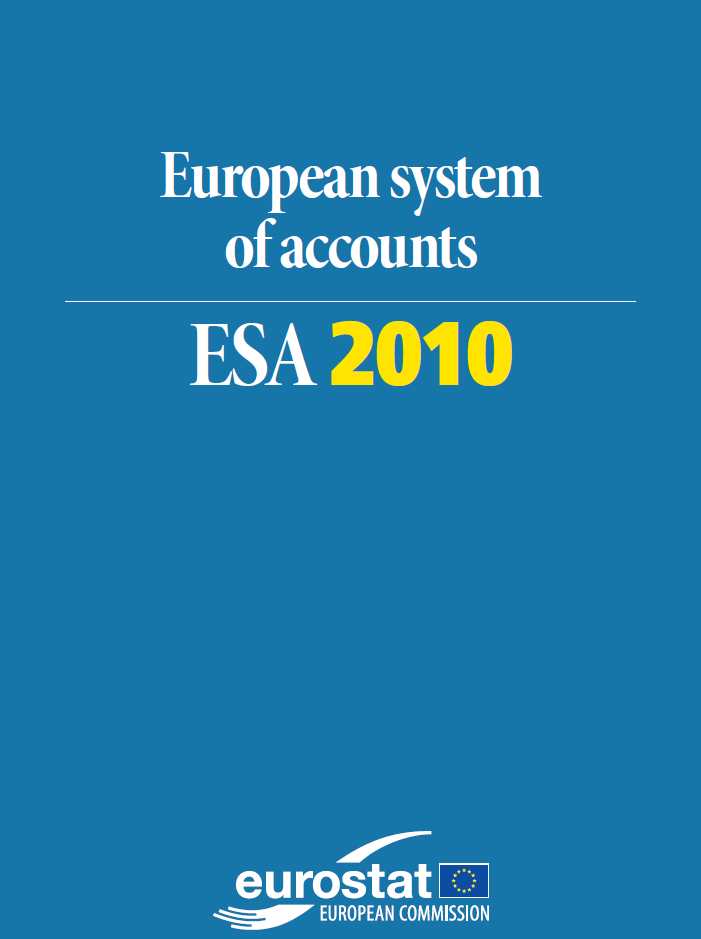 European system
of accounts
ESA 2010
eurostat
EUROPEAN COMMISSION